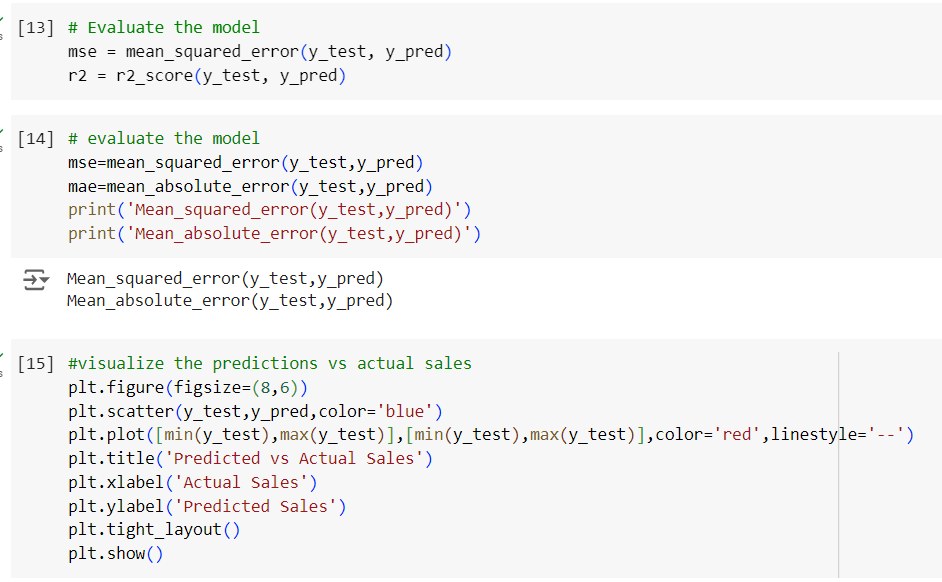 [13] # Evaluate the model
mse = mean_squared_error(y_test, y_pred)
r2 = r2_score(y_test, y_pred)
[14] # evaluate the model
mse=mean_squared_error(y_test,y_pred)
mae=mean_absolute_error(y_test,y_pred)
print('Mean_squared_error(y_test,y_pred)')
print('Mean_absolute_error(y_test,y_pred)')
Mean_squared_error(y_test,y_pred)
Mean_absolute_error(y_test,y_pred)
[15] #visualize the predictions vs actual sales
plt.figure(figsize=(8,6))
plt.scatter(y_test,y_pred,color='blue')
plt.plot([min(y_test),max(y_test)],[min(y_test),max(y_test)],color='red',linestyle='--')
plt.title('Predicted vs Actual Sales')
plt.xlabel('Actual Sales')
plt.ylabel('Predicted Sales')
plt.tight_layout()
plt.show()